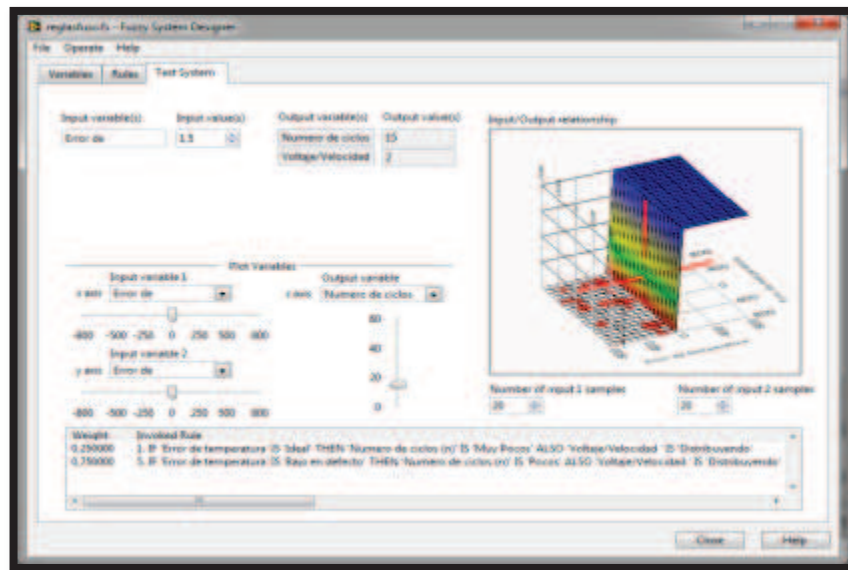 Fuzzy System Designer
File Operate Help
Variables Rules Test System
Input variable(s) Input value(s) Output variable(s) Output value(s) Input/Output relationship
Error de 1.5 Numero de ciclos 15
Voltaje/Velocidad 2
Plot Variables
Input variable 1 Output variable
x axis Error de Numero de ciclos
-800 -500 -250 0 250 500 800
Input variable 2
y axis Error de
-800 -500 -250 0 250 500 800
60
40
20
0
Number of input 1 samples Number of input 2 samples
20 20
Weight Invoked Rule
0,250000 1. IF 'Error de temperatura' IS 'Ideal' THEN 'Numero de ciclos (n)' IS 'Muy Pocos' ALSO 'Voltaje/Velocidad ' IS 'Distribuyendo'
0,750000 5. IF 'Error de temperatura' IS 'Bajo en defecto' THEN 'Numero de ciclos (n)' IS 'Pocos' ALSO 'Voltaje/Velocidad ' IS 'Distribuyendo'
Close Help